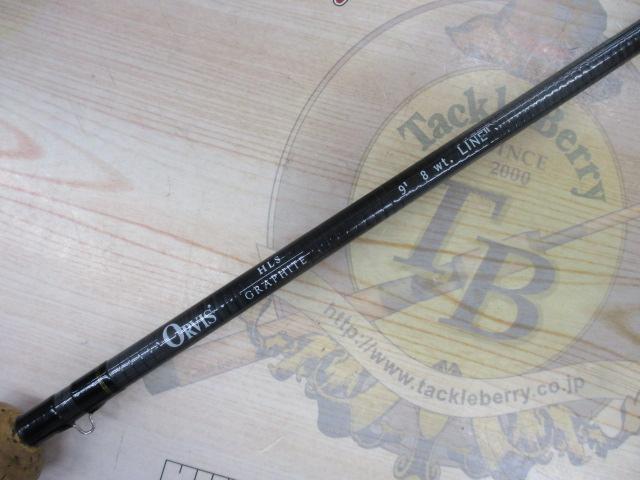 ORVIS®
HLS
GRAPHITE
9' 8 wt. LINE"
TackleBerry
SINCE
2000
TB
http://www.tackleberry.co.jp